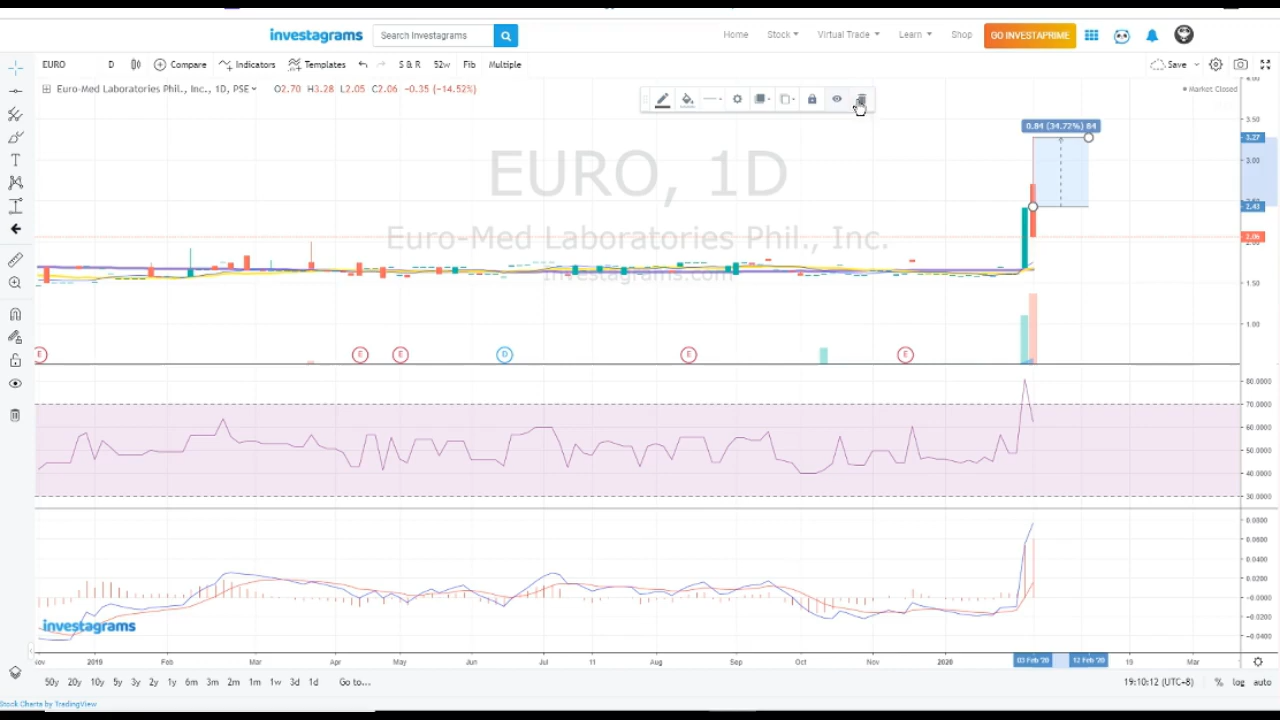 investagrams Search Investagrams Home Stock Virtual Trade Learn Shop GO INVESTAPRIME
EURO D Compare Indicators Templates S & R 52w Fib Multiple Save
Euro-Med Laboratories Phil., Inc., 1D, PSE O2.70 H3.28 L2.05 C2.06 -0.35 (-14.52%)
Market Closed
4.00
3.50
0.84 (34.72%) 84
3.27
3.00
EURO, 1D
2.43
Euro-Med Laboratories Phil., Inc.
2.06
Investagrams.com
1.50
1.00
E E E D E E
80.0000
70.0000
60.0000
50.0000
40.0000
30.0000
0.0800
0.0600
0.0400
0.0200
-0.0000
-0.0200
-0.0400
investagrams
Nov 2019 Feb Mar Apr May Jun Jul 11 Aug Sep Oct Nov 2020 03 Feb '20 12 Feb '20 Mar
50y 20y 10y 5y 3y 2y 1y 6m 3m 2m 1m 1w 3d 1d Go to... 19:10:12 (UTC-8) % log auto
Stock Charts by TradingView